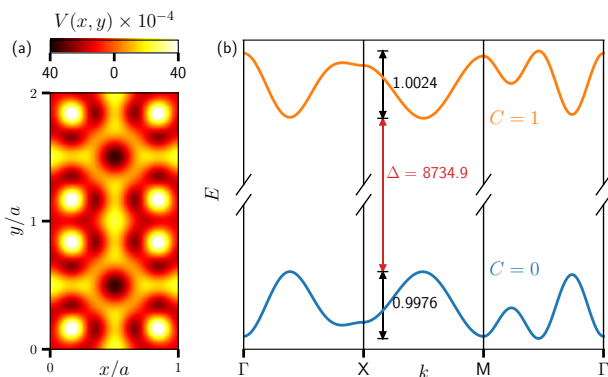 V(x, y) × 10⁻⁴
(a)
40 0 40
2
1
0
y/a
0 1
x/a
(b)
E
1.0024
C = 1
Δ = 8734.9
C = 0
0.9976
Γ X k M Γ